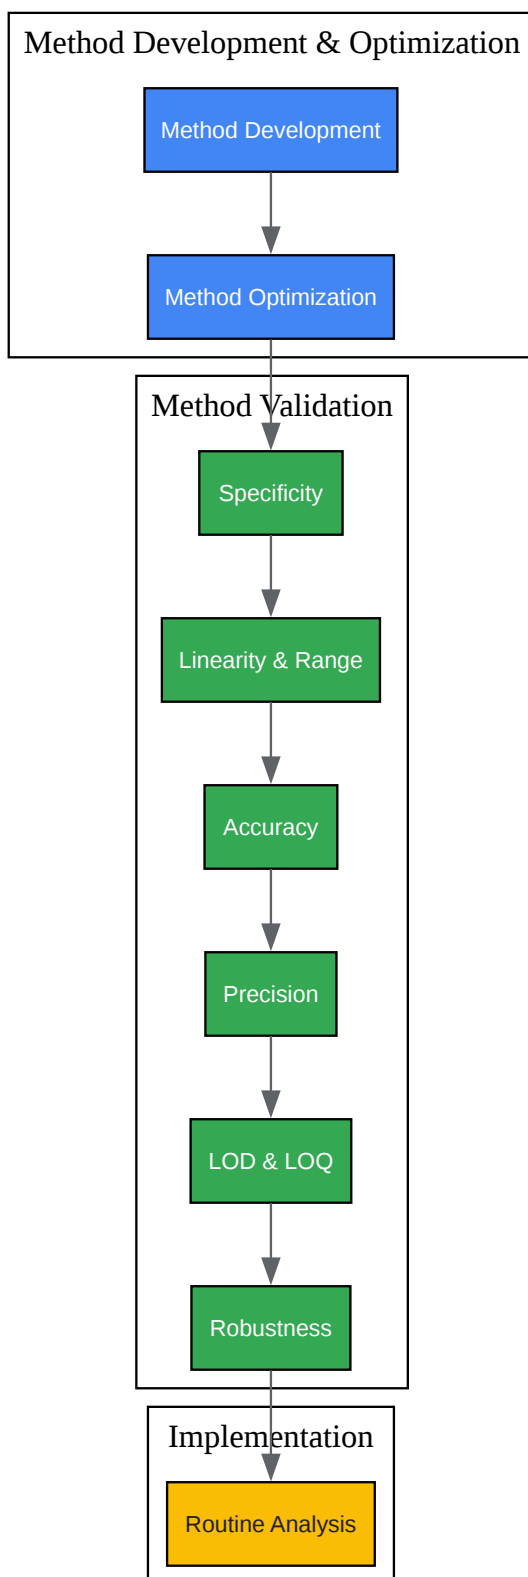 Method Development & Optimization
Method Development
Method Optimization
Method Validation
Specificity
Linearity & Range
Accuracy
Precision
LOD & LOQ
Robustness
Implementation
Routine Analysis